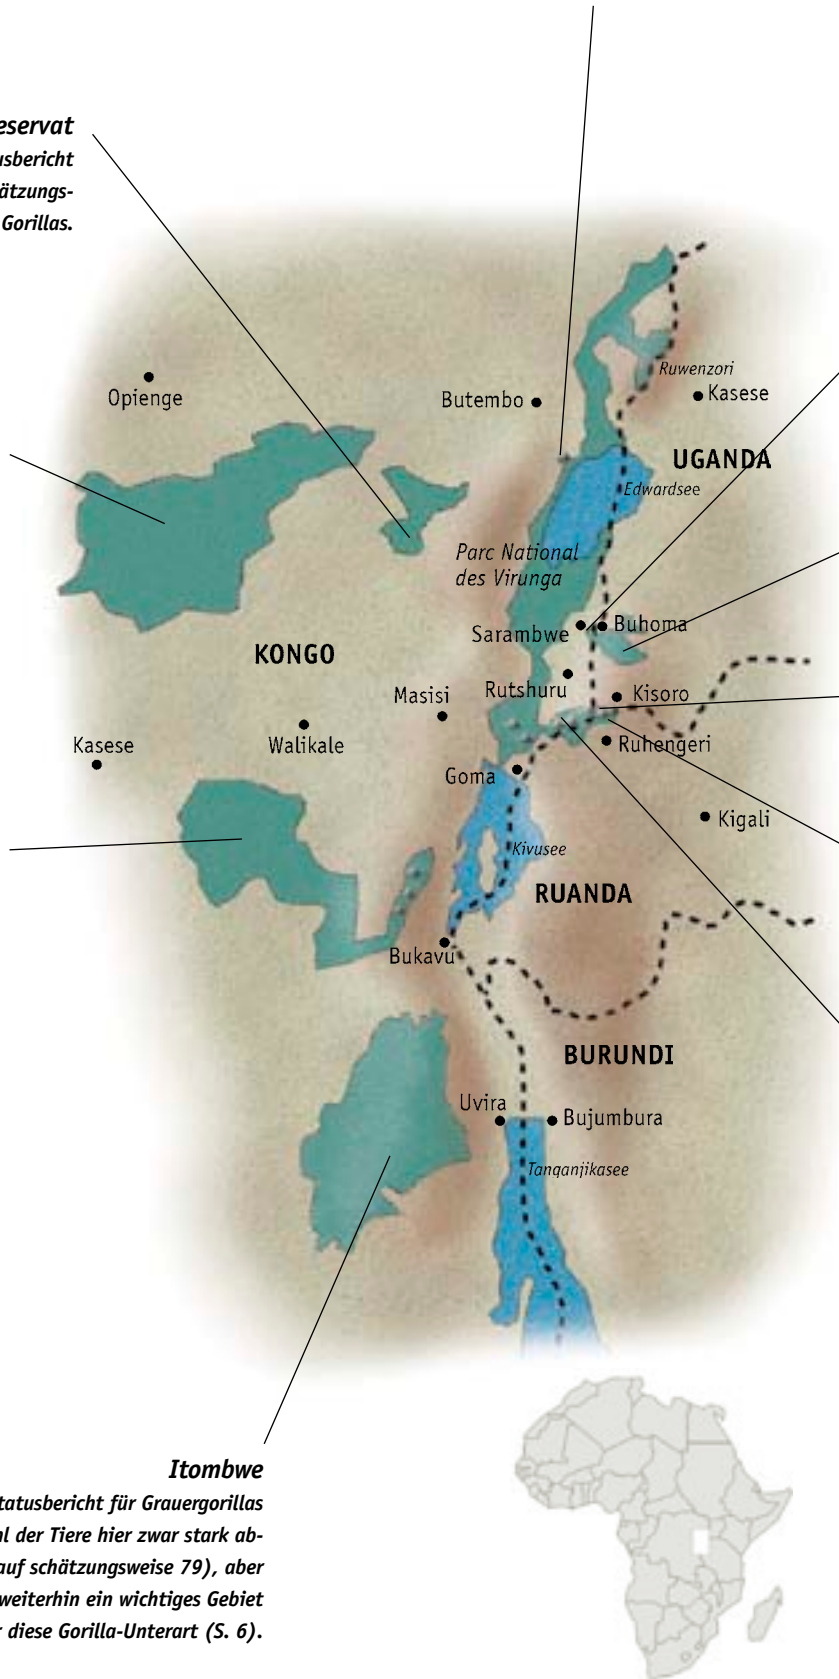 eservat
usbericht
ätzungs-
Gorillas.
Ruwenzori
Opienge
Butembo
Kasese
UGANDA
Edwardsee
Parc National
des Virunga
Sarambwe
Buhoma
KONGO
Rutshuru
Kisoro
Masisi
Kasese
Walikale
Ruhengeri
Goma
Kigali
Kivusee
RUANDA
Bukavu
BURUNDI
Uvira
Bujumbura
Tanganjikasee
Itombwe
tatusbericht für Grauergorillas
hl der Tiere hier zwar stark ab-
auf schätzungsweise 79), aber
weiterhin ein wichtiges Gebiet
r diese Gorilla-Unterart (S. 6).